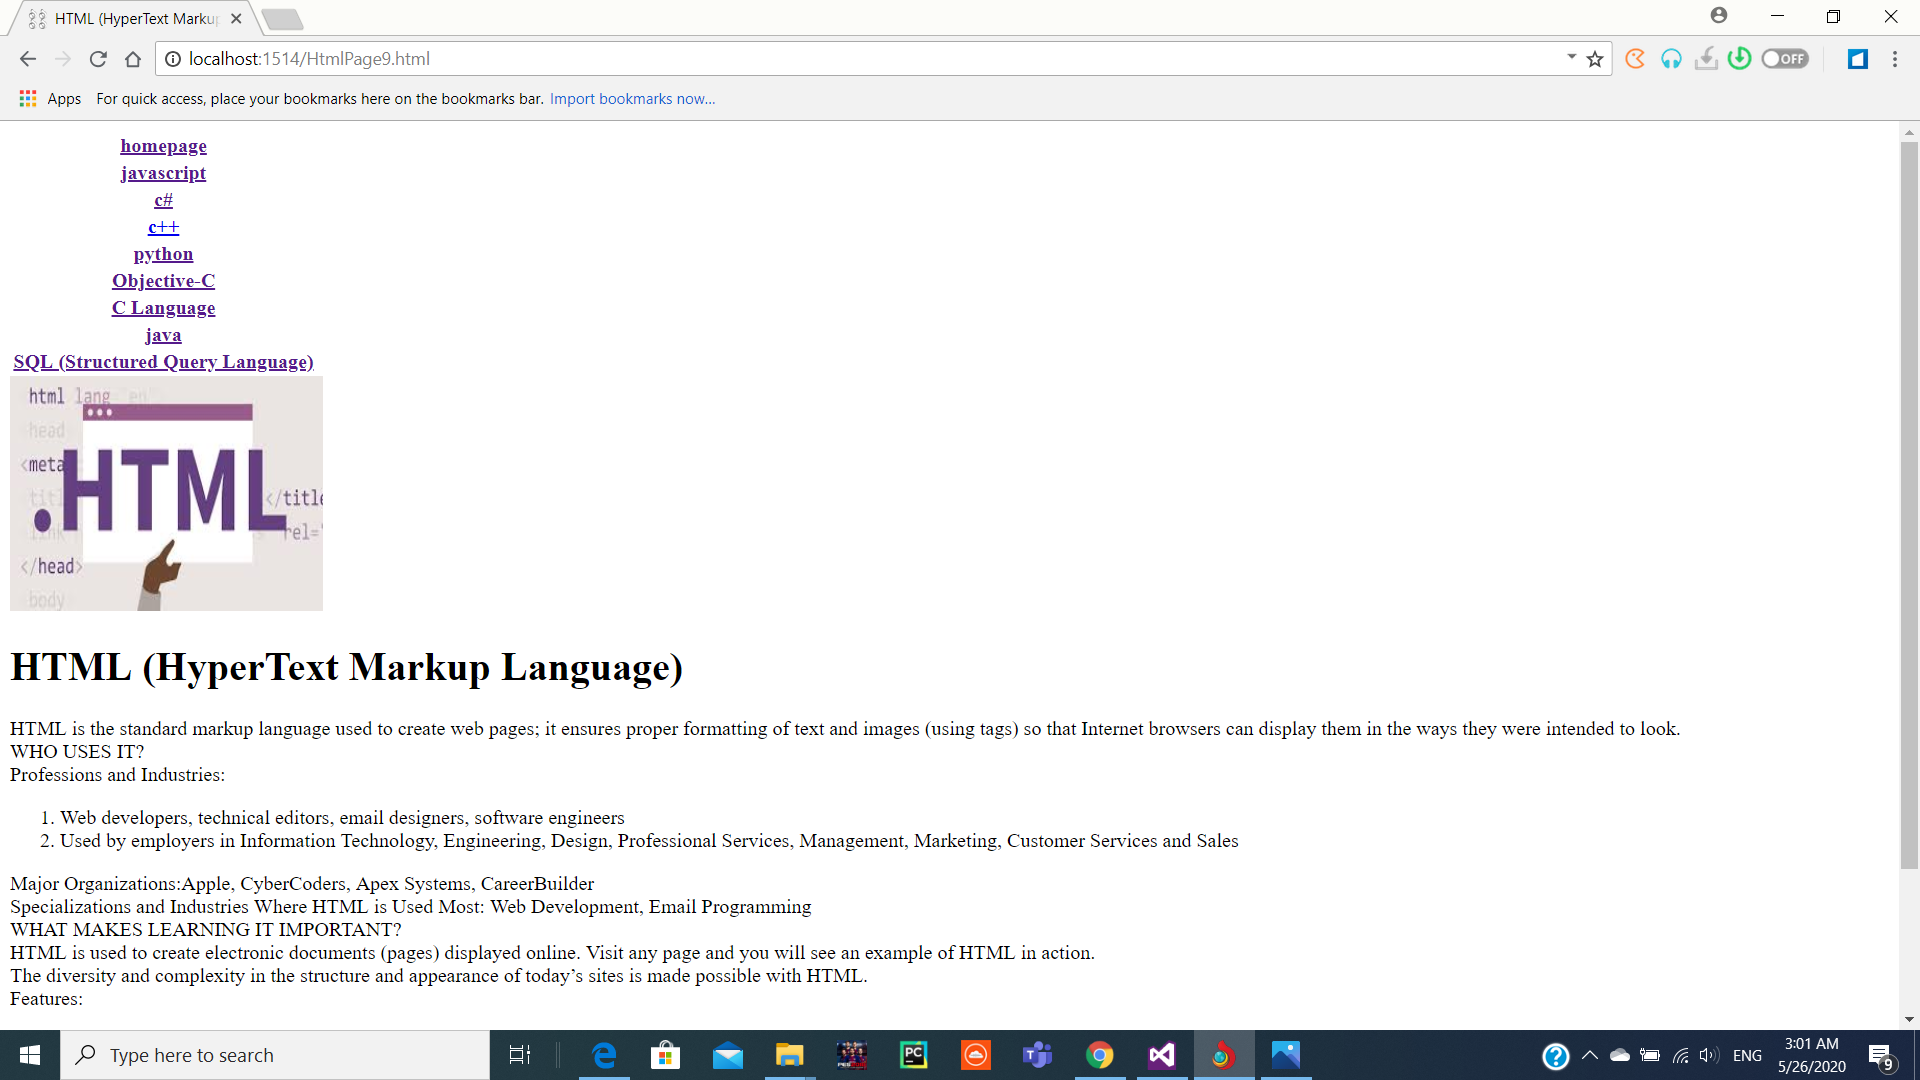 HTML (HyperText Marku
localhost:1514/HtmlPage9.html
OFF
Apps For quick access, place your bookmarks here on the bookmarks bar. Import bookmarks now...
homepage
javascript
c#
c++
python
Objective-C
C Language
java
SQL (Structured Query Language)
html lang "en"
head
<meta
.HTML
</title
rel=
</head>
body
HTML (HyperText Markup Language)
HTML is the standard markup language used to create web pages; it ensures proper formatting of text and images (using tags) so that Internet browsers can display them in the ways they were intended to look.
WHO USES IT?
Professions and Industries:
1. Web developers, technical editors, email designers, software engineers
2. Used by employers in Information Technology, Engineering, Design, Professional Services, Management, Marketing, Customer Services and Sales
Major Organizations:Apple, CyberCoders, Apex Systems, CareerBuilder
Specializations and Industries Where HTML is Used Most: Web Development, Email Programming
WHAT MAKES LEARNING IT IMPORTANT?
HTML is used to create electronic documents (pages) displayed online. Visit any page and you will see an example of HTML in action.
The diversity and complexity in the structure and appearance of today’s sites is made possible with HTML.
Features:
Type here to search
PC
ENG
3:01 AM
5/26/2020
9